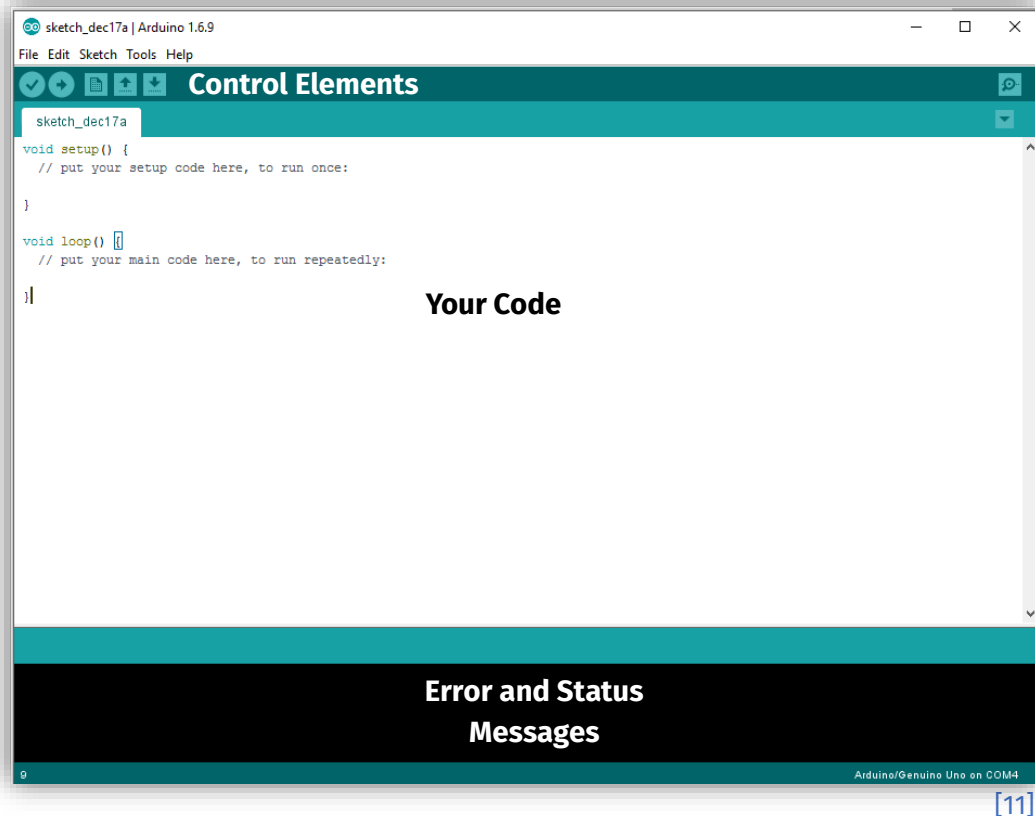 sketch_dec17a | Arduino 1.6.9
File Edit Sketch Tools Help
Control Elements
sketch_dec17a
void setup() {
  // put your setup code here, to run once:
}
void loop() {
  // put your main code here, to run repeatedly:
}
Your Code
Error and Status
Messages
9
Arduino/Genuino Uno on COM4
[11]